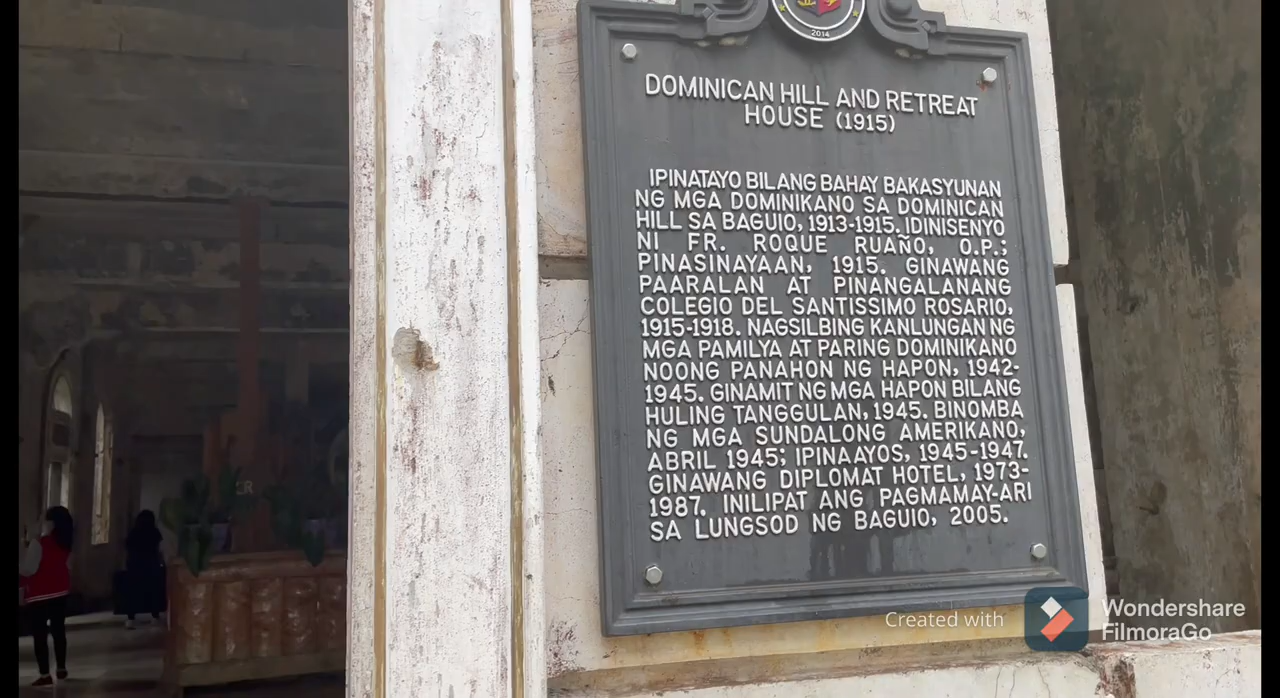 2014
DOMINICAN HILL AND RETREAT
HOUSE (1915)
IPINATAYO BILANG BAHAY BAKASYUNAN
NG MGA DOMINIKANO SA DOMINICAN
HILL SA BAGUIO, 1913-1915. IDINISENYO
NI FR. ROQUE RUAÑO, O.P.;
PINASINAYAAN, 1915. GINAWANG
PAARALAN AT PINANGALANANG
COLEGIO DEL SANTISSIMO ROSARIO,
1915-1918. NAGSILBING KANLUNGAN NG
MGA PAMILYA AT PARING DOMINIKANO
NOONG PANAHON NG HAPON, 1942-
1945. GINAMIT NG MGA HAPON BILANG
HULING TANGGULAN, 1945. BINOMBA
NG MGA SUNDALONG AMERIKANO,
ABRIL 1945; IPINAAYOS, 1945-1947.
GINAWANG DIPLOMAT HOTEL, 1973-
1987. INILIPAT ANG PAGMAMAY-ARI
SA LUNGSOD NG BAGUIO, 2005.
Created with
Wondershare
FilmoraGo